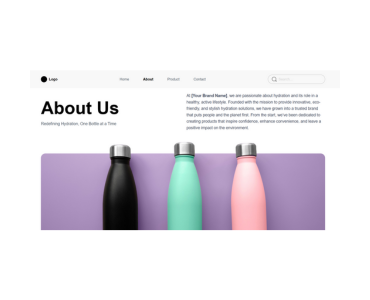 Logo
Home
About
Product
Contact
Search
About Us
Redefining Hydration. One Bottle at a Time.
At [Your Brand Name], we are passionate about hydration and its role in a
healthy, active lifestyle. Founded with the mission to provide innovative, eco-
friendly, and stylish hydration solutions, we have grown into a trusted brand
that puts people and the planet first. From the start, we've been dedicated to
creating products that inspire confidence, enhance convenience, and leave a
positive impact on the environment.